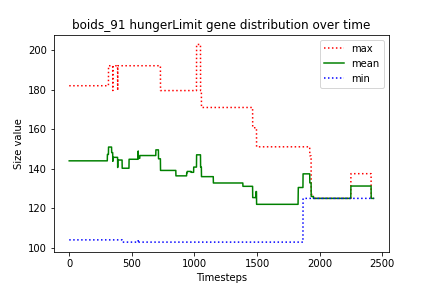 boids_91 hungerLimit gene distribution over time
max
mean
min
Size value
200
180
160
140
120
100
0
500
1000
1500
2000
2500
Timesteps